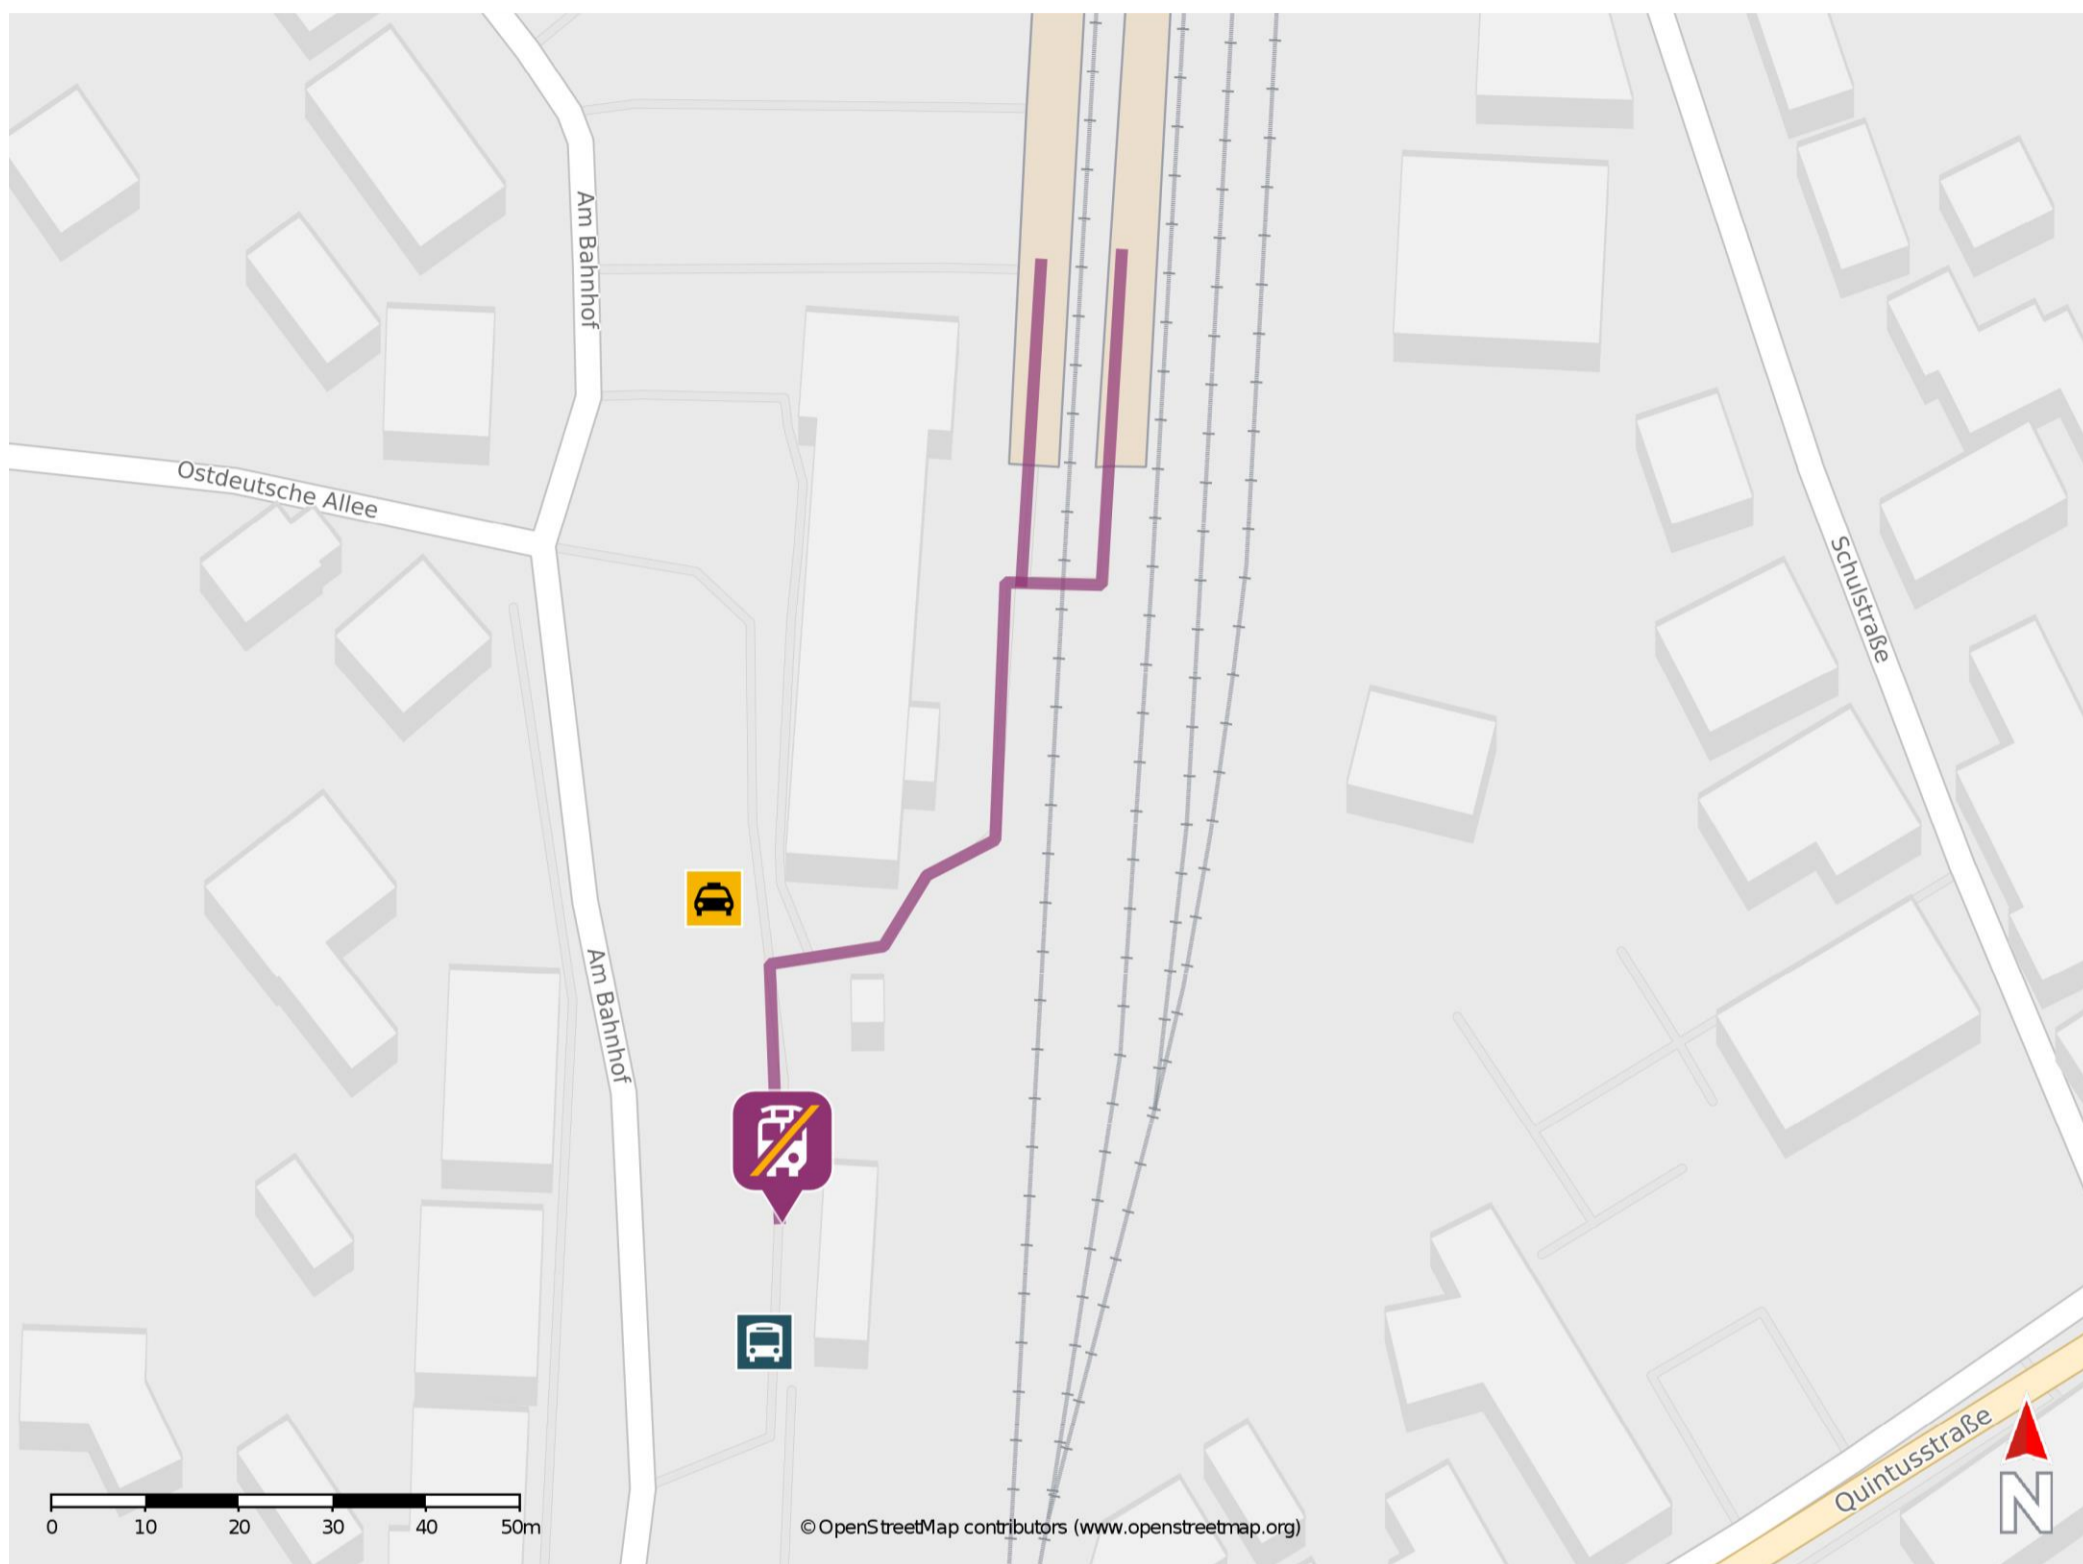 Am Bahnhof
Ostdeutsche Allee
Schulstraße
Am Bahnhof
Quintusstraße
N
0 10 20 30 40 50m
© OpenStreetMap contributors (www.openstreetmap.org)